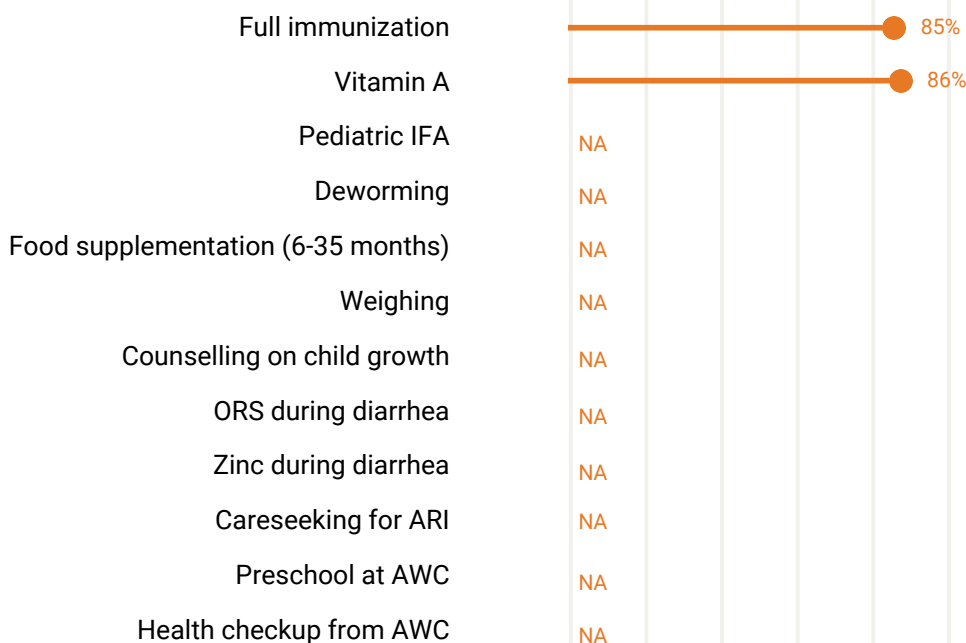 Full immunization 85%
Vitamin A 86%
Pediatric IFA NA
Deworming NA
Food supplementation (6-35 months) NA
Weighing NA
Counselling on child growth NA
ORS during diarrhea NA
Zinc during diarrhea NA
Careseeking for ARI NA
Preschool at AWC NA
Health checkup from AWC NA